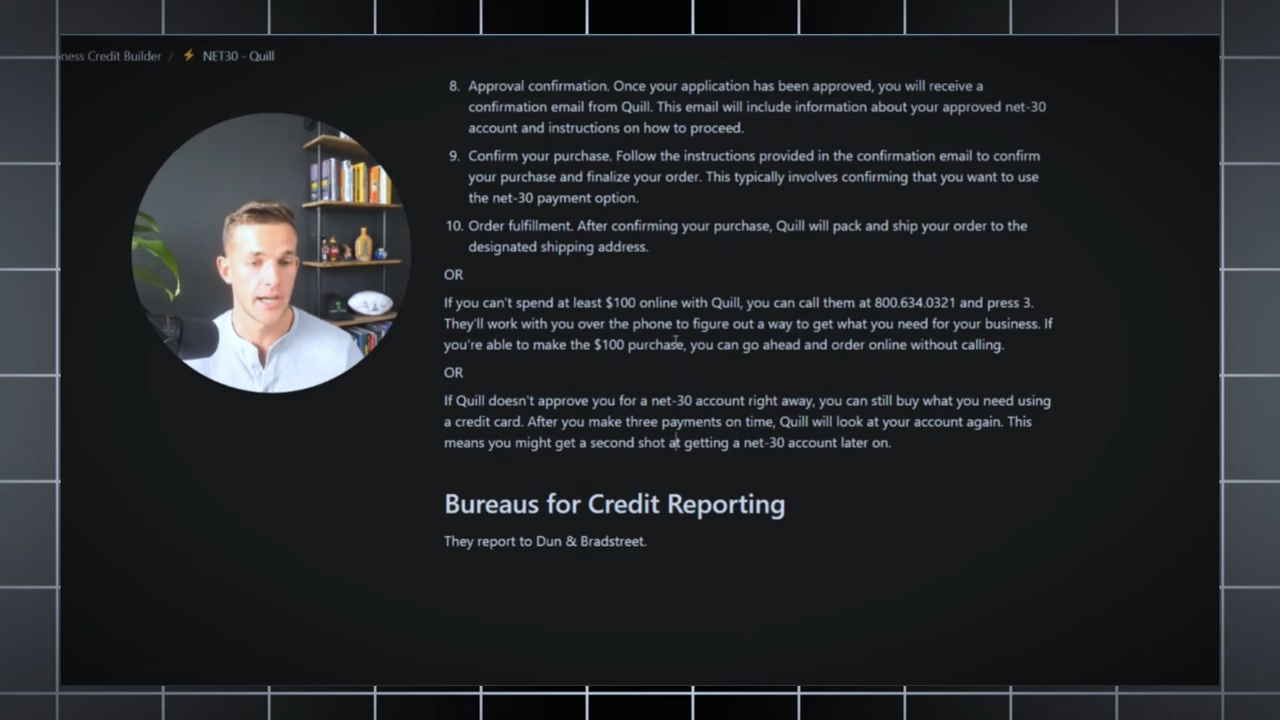 ness Credit Builder / ⚡ NET30 - Quill
8. Approval confirmation. Once your application has been approved, you will receive a
confirmation email from Quill. This email will include information about your approved net-30
account and instructions on how to proceed.
9. Confirm your purchase. Follow the instructions provided in the confirmation email to confirm
your purchase and finalize your order. This typically involves confirming that you want to use
the net-30 payment option.
10. Order fulfillment. After confirming your purchase, Quill will pack and ship your order to the
designated shipping address.
OR
If you can't spend at least $100 online with Quill, you can call them at 800.634.0321 and press 3.
They'll work with you over the phone to figure out a way to get what you need for your business. If
you're able to make the $100 purchase, you can go ahead and order online without calling.
OR
If Quill doesn't approve you for a net-30 account right away, you can still buy what you need using
a credit card. After you make three payments on time, Quill will look at your account again. This
means you might get a second shot at getting a net-30 account later on.
Bureaus for Credit Reporting
They report to Dun & Bradstreet.